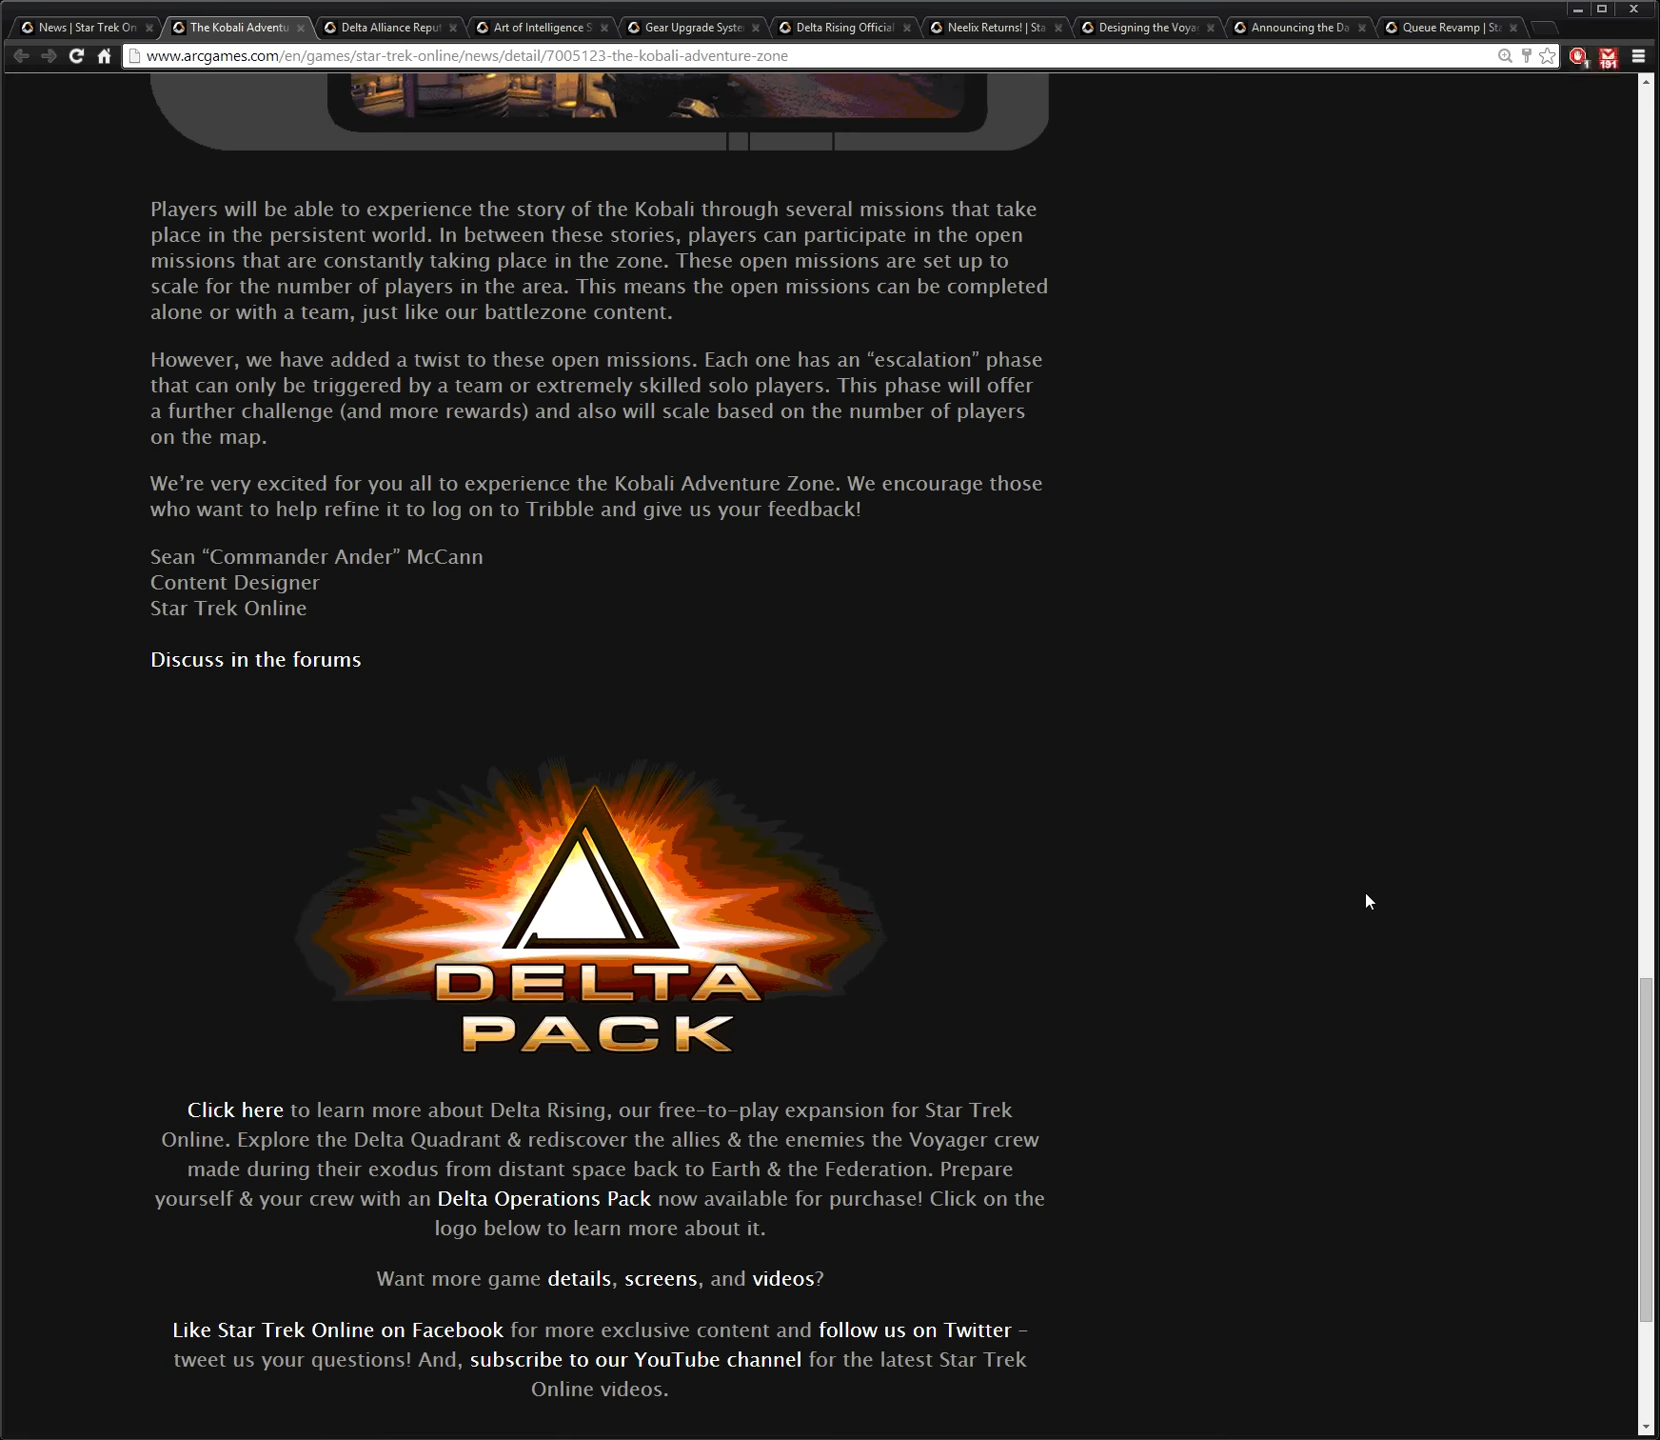 News | Star Trek On
The Kobali Adventu
Delta Alliance Reput
Art of Intelligence S
Gear Upgrade Syste
Delta Rising Official
Neelix Returns! | Sta
Designing the Voya
Announcing the Da
Queue Revamp | St
www.arcgames.com/en/games/star-trek-online/news/detail/7005123-the-kobali-adventure-zone
1
191
Players will be able to experience the story of the Kobali through several missions that take
place in the persistent world. In between these stories, players can participate in the open
missions that are constantly taking place in the zone. These open missions are set up to
scale for the number of players in the area. This means the open missions can be completed
alone or with a team, just like our battlezone content.
However, we have added a twist to these open missions. Each one has an “escalation” phase
that can only be triggered by a team or extremely skilled solo players. This phase will offer
a further challenge (and more rewards) and also will scale based on the number of players
on the map.
We’re very excited for you all to experience the Kobali Adventure Zone. We encourage those
who want to help refine it to log on to Tribble and give us your feedback!
Sean “Commander Ander” McCann
Content Designer
Star Trek Online
Discuss in the forums
DELTA
PACK
Click here to learn more about Delta Rising, our free-to-play expansion for Star Trek
Online. Explore the Delta Quadrant & rediscover the allies & the enemies the Voyager crew
made during their exodus from distant space back to Earth & the Federation. Prepare
yourself & your crew with an Delta Operations Pack now available for purchase! Click on the
logo below to learn more about it.
Want more game details, screens, and videos?
Like Star Trek Online on Facebook for more exclusive content and follow us on Twitter –
tweet us your questions! And, subscribe to our YouTube channel for the latest Star Trek
Online videos.